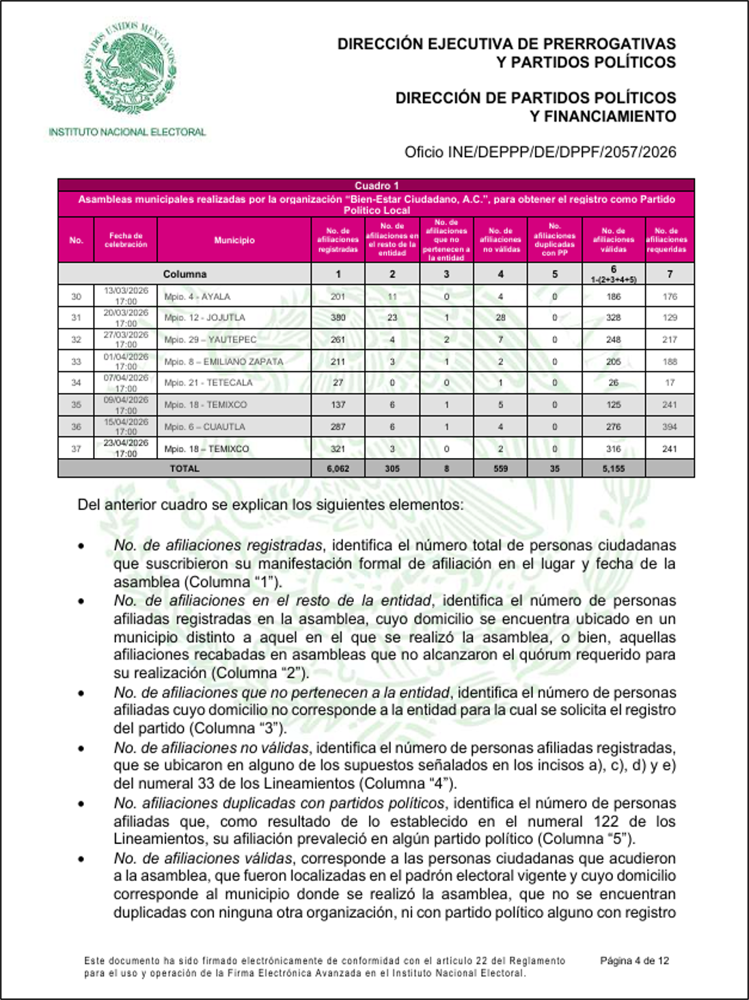 ESTADOS UNIDOS MEXICANOS
INSTITUTO NACIONAL ELECTORAL
DIRECCIÓN EJECUTIVA DE PRERROGATIVAS
Y PARTIDOS POLÍTICOS
DIRECCIÓN DE PARTIDOS POLÍTICOS
Y FINANCIAMIENTO
Oficio INE/DEPPP/DE/DPPF/2057/2026
Cuadro 1
Asambleas municipales realizadas por la organización “Bien-Estar Ciudadano, A.C.”, para obtener el registro como Partido
Político Local
No. Fecha de celebración Municipio No. de afiliaciones registradas No. de afiliaciones en el resto de la entidad No. de afiliaciones que no pertenecen a la entidad No. de afiliaciones no válidas No. afiliaciones duplicadas con PP No. de afiliaciones válidas No. de afiliaciones requeridas
Columna 1 2 3 4 5 6 1-(2+3+4+5) 7
30 13/03/2026 17:00 Mpio. 4 - AYALA 201 11 0 4 0 186 176
31 20/03/2026 17:00 Mpio. 12 - JOJUTLA 380 23 1 28 0 328 129
32 27/03/2026 17:00 Mpio. 29 – YAUTEPEC 261 4 2 7 0 248 217
33 01/04/2026 17:00 Mpio. 8 – EMILIANO ZAPATA 211 3 1 2 0 205 188
34 07/04/2026 17:00 Mpio. 21 - TETECALA 27 0 0 1 0 26 17
35 09/04/2026 17:00 Mpio. 18 - TEMIXCO 137 6 1 5 0 125 241
36 15/04/2026 17:00 Mpio. 6 – CUAUTLA 287 6 1 4 0 276 394
37 23/04/2026 17:00 Mpio. 18 – TEMIXCO 321 3 0 2 0 316 241
TOTAL 6,062 305 8 559 35 5,155
Del anterior cuadro se explican los siguientes elementos:
• No. de afiliaciones registradas, identifica el número total de personas ciudadanas
que suscribieron su manifestación formal de afiliación en el lugar y fecha de la
asamblea (Columna “1”).
• No. de afiliaciones en el resto de la entidad, identifica el número de personas
afiliadas registradas en la asamblea, cuyo domicilio se encuentra ubicado en un
municipio distinto a aquel en el que se realizó la asamblea, o bien, aquellas
afiliaciones recabadas en asambleas que no alcanzaron el quórum requerido para
su realización (Columna “2”).
• No. de afiliaciones que no pertenecen a la entidad, identifica el número de personas
afiliadas cuyo domicilio no corresponde a la entidad para la cual se solicita el registro
del partido (Columna “3”).
• No. de afiliaciones no válidas, identifica el número de personas afiliadas registradas,
que se ubicaron en alguno de los supuestos señalados en los incisos a), c), d) y e)
del numeral 33 de los Lineamientos (Columna “4”).
• No. afiliaciones duplicadas con partidos políticos, identifica el número de personas
afiliadas que, como resultado de lo establecido en el numeral 122 de los
Lineamientos, su afiliación prevaleció en algún partido político (Columna “5”).
• No. de afiliaciones válidas, corresponde a las personas ciudadanas que acudieron
a la asamblea, que fueron localizadas en el padrón electoral vigente y cuyo domicilio
corresponde al municipio donde se realizó la asamblea, que no se encuentran
duplicadas con ninguna otra organización, ni con partido político alguno con registro
Este documento ha sido firmado electrónicamente de conformidad con el artículo 22 del Reglamento
para el uso y operación de la Firma Electrónica Avanzada en el Instituto Nacional Electoral.
Página 4 de 12